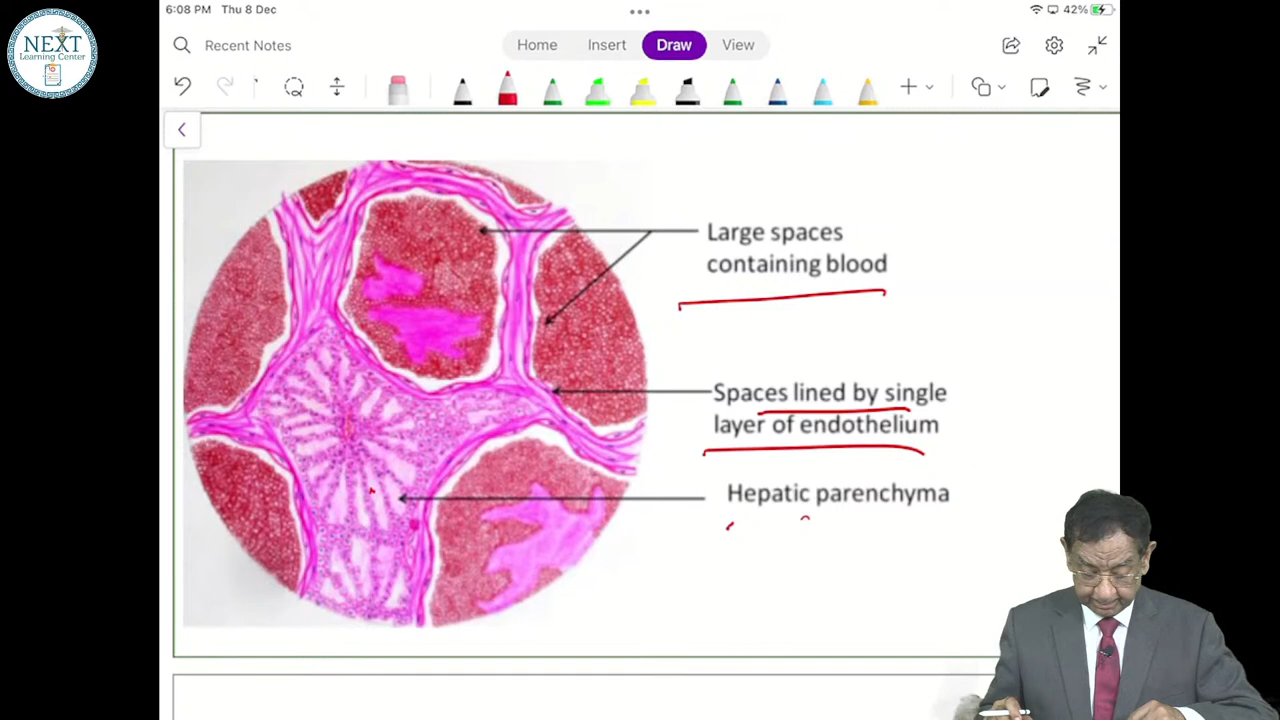 6:08 PM Thu 8 Dec
42%
NEXT
Learning Center
Recent Notes
Home Insert Draw View
Large spaces
containing blood
Spaces lined by single
layer of endothelium
Hepatic parenchyma